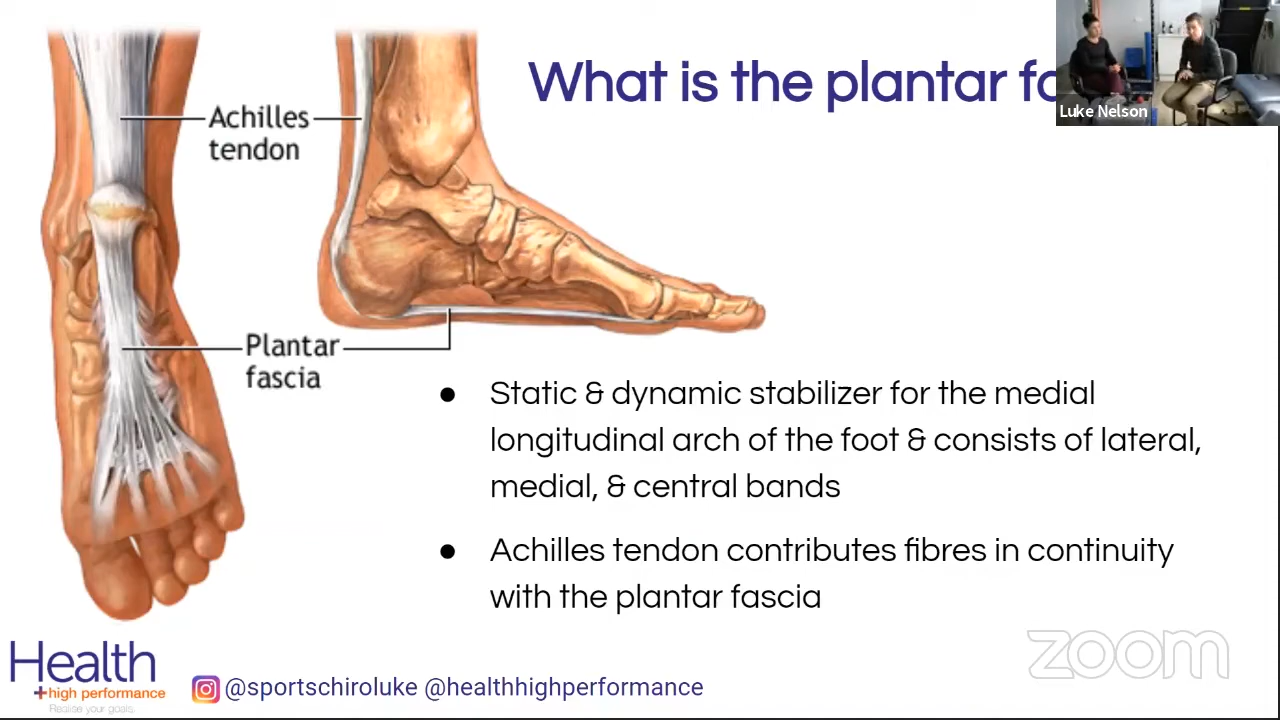 What is the plantar fa
Luke Nelson
Achilles
tendon
Plantar
fascia
● Static & dynamic stabilizer for the medial
longitudinal arch of the foot & consists of lateral,
medial, & central bands
● Achilles tendon contributes fibres in continuity
with the plantar fascia
Health
+high performance
Realise your goals.
@sportschiroluke @healthhighperformance
zoom